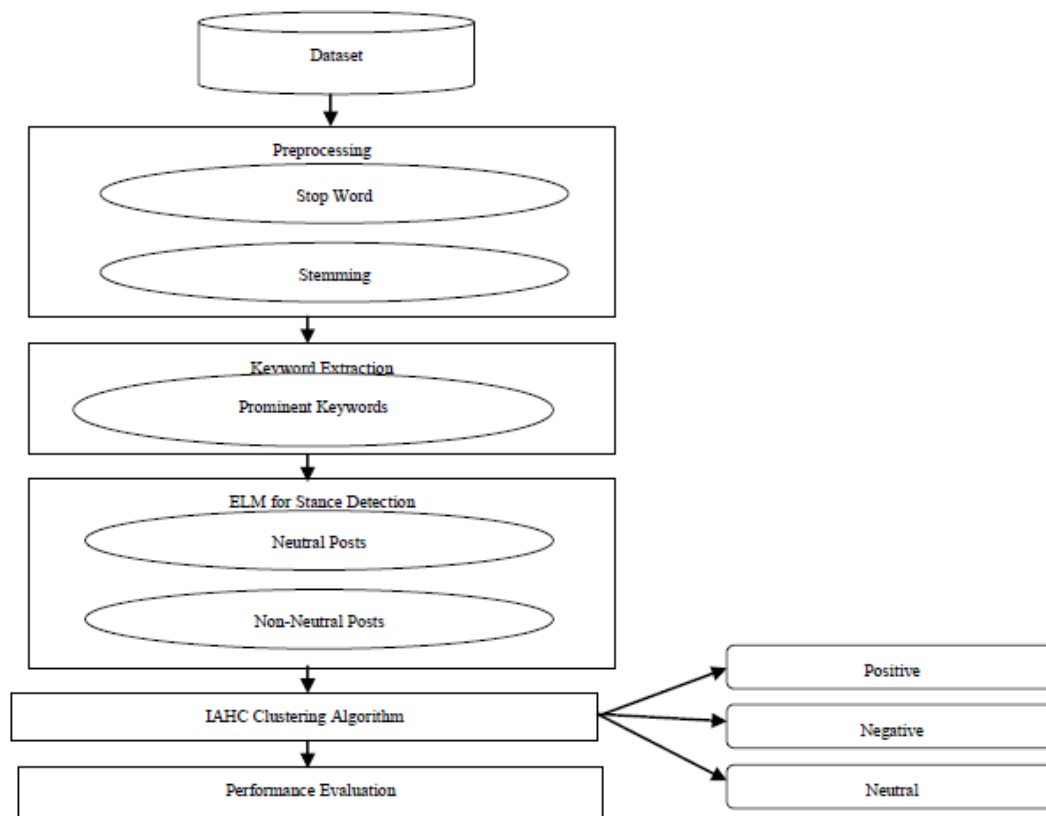 Dataset
Preprocessing
Stop Word
Stemming
Keyword Extraction
Prominent Keywords
ELM for Stance Detection
Neutral Posts
Non-Neutral Posts
Positive
IAHC Clustering Algorithm
Negative
Performance Evaluation
Neutral